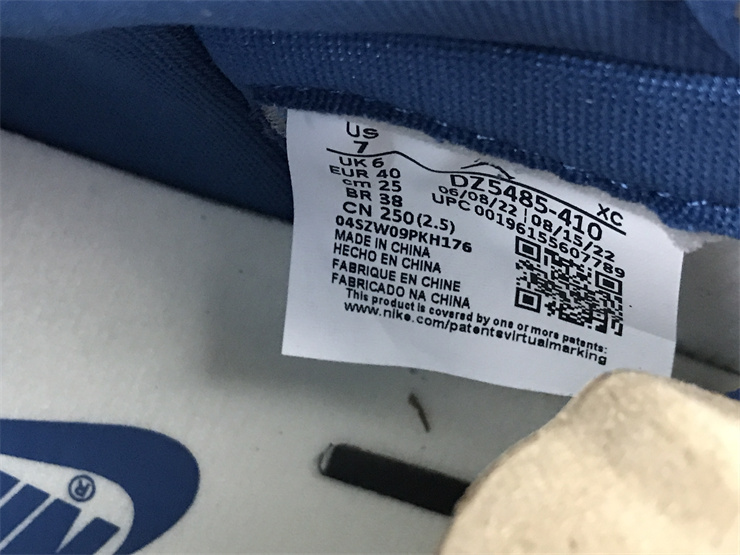 US
7
UK 6
EUR 40
cm 25
BR 38
CN 250 (2.5)
DZ5485-410 XC
06/08/22 | 08/15/22
UPC 00196155607789
04SZW09PKH176
MADE IN CHINA
HECHO EN CHINA
FABRIQUE EN CHINE
FABRICADO NA CHINA
This product is covered by one or more patents:
www.nike.com/patentsvirtualmarking
®